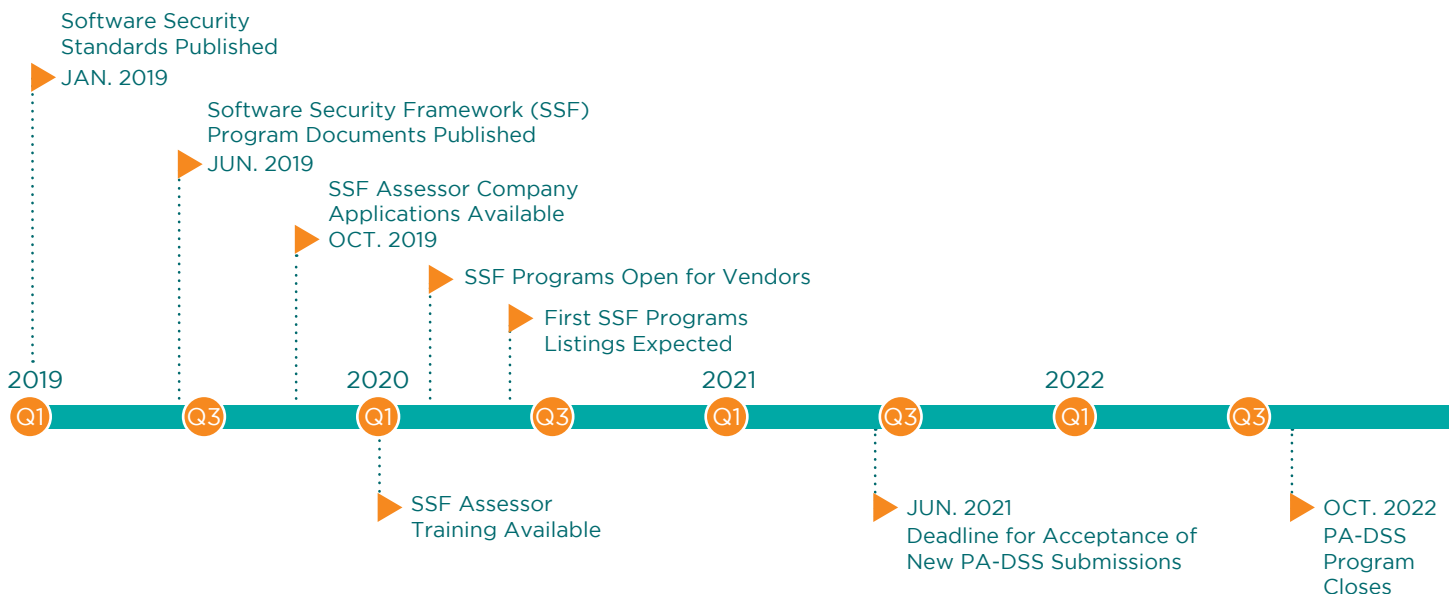 Software Security
Standards Published
JAN. 2019
Software Security Framework (SSF)
Program Documents Published
JUN. 2019
SSF Assessor Company
Applications Available
OCT. 2019
SSF Programs Open for Vendors
First SSF Programs
Listings Expected
2019
2020
2021
2022
Q1
Q3
Q1
Q3
Q1
Q3
Q1
Q3
SSF Assessor
Training Available
JUN. 2021
Deadline for Acceptance of
New PA-DSS Submissions
OCT. 2022
PA-DSS
Program
Closes